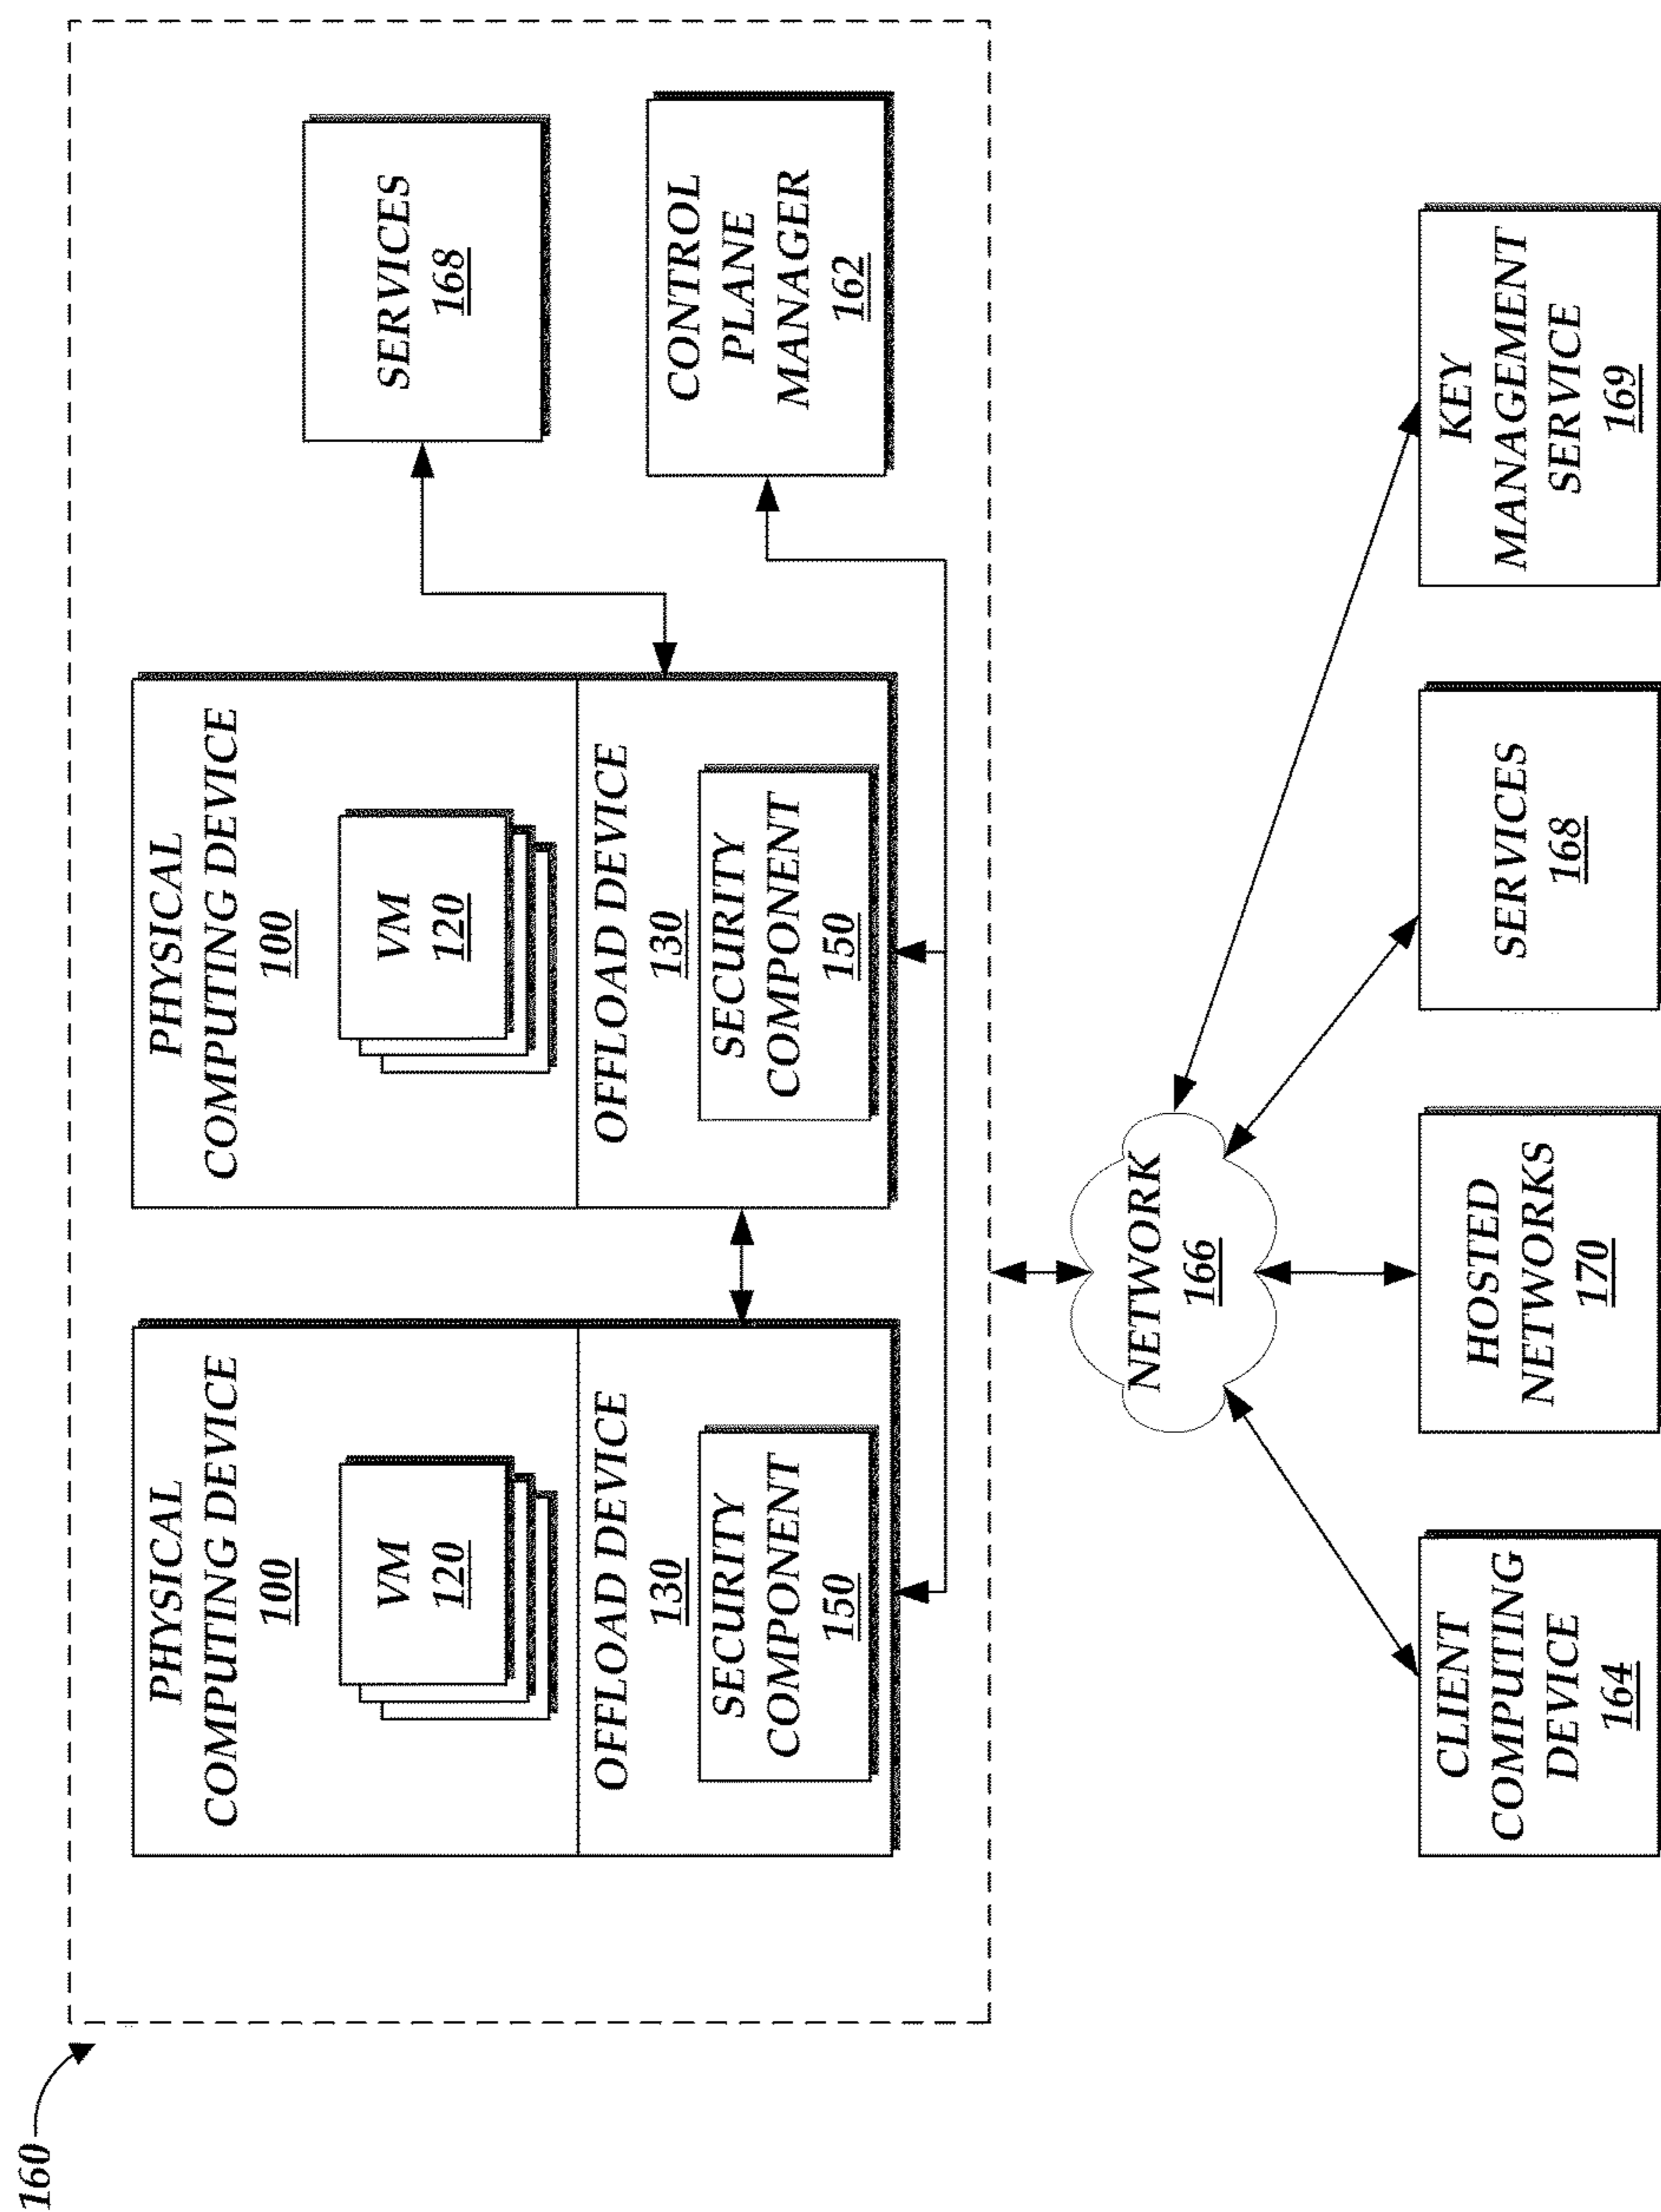 160
PHYSICAL
COMPUTING DEVICE
100
VM
120
OFFLOAD DEVICE
130
SECURITY
COMPONENT
150
PHYSICAL
COMPUTING DEVICE
100
VM
120
OFFLOAD DEVICE
130
SECURITY
COMPONENT
150
SERVICES
168
CONTROL
PLANE
MANAGER
162
NETWORK
166
CLIENT
COMPUTING
DEVICE
164
HOSTED
NETWORKS
170
SERVICES
168
KEY
MANAGEMENT
SERVICE
169